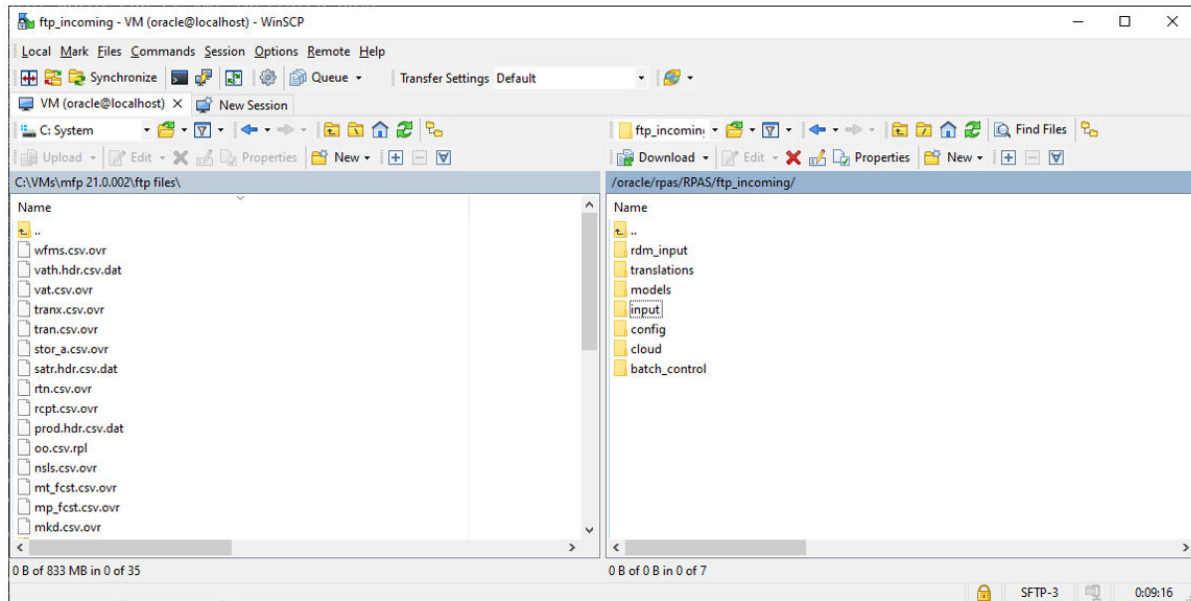 ftp_incoming - VM (oracle@localhost) - WinSCP
Local Mark Files Commands Session Options Remote Help
Synchronize Queue Transfer Settings Default
VM (oracle@localhost) New Session
C: System
Upload Edit Properties New
C:\VMs\mfp 21.0.002\ftp files\
Name
..
wfms.csv.ovr
vath.hdr.csv.dat
vat.csv.ovr
tranx.csv.ovr
tran.csv.ovr
stor_a.csv.ovr
satr.hdr.csv.dat
rtn.csv.ovr
rcpt.csv.ovr
prod.hdr.csv.dat
oo.csv.rpl
nsls.csv.ovr
mt_fcst.csv.ovr
mp_fcst.csv.ovr
mkd.csv.ovr
0 B of 833 MB in 0 of 35
ftp_incomin Find Files
Download Edit Properties New
/oracle/rpas/RPAS/ftp_incoming/
Name
..
rdm_input
translations
models
input
config
cloud
batch_control
0 B of 0 B in 0 of 7
SFTP-3 0:09:16